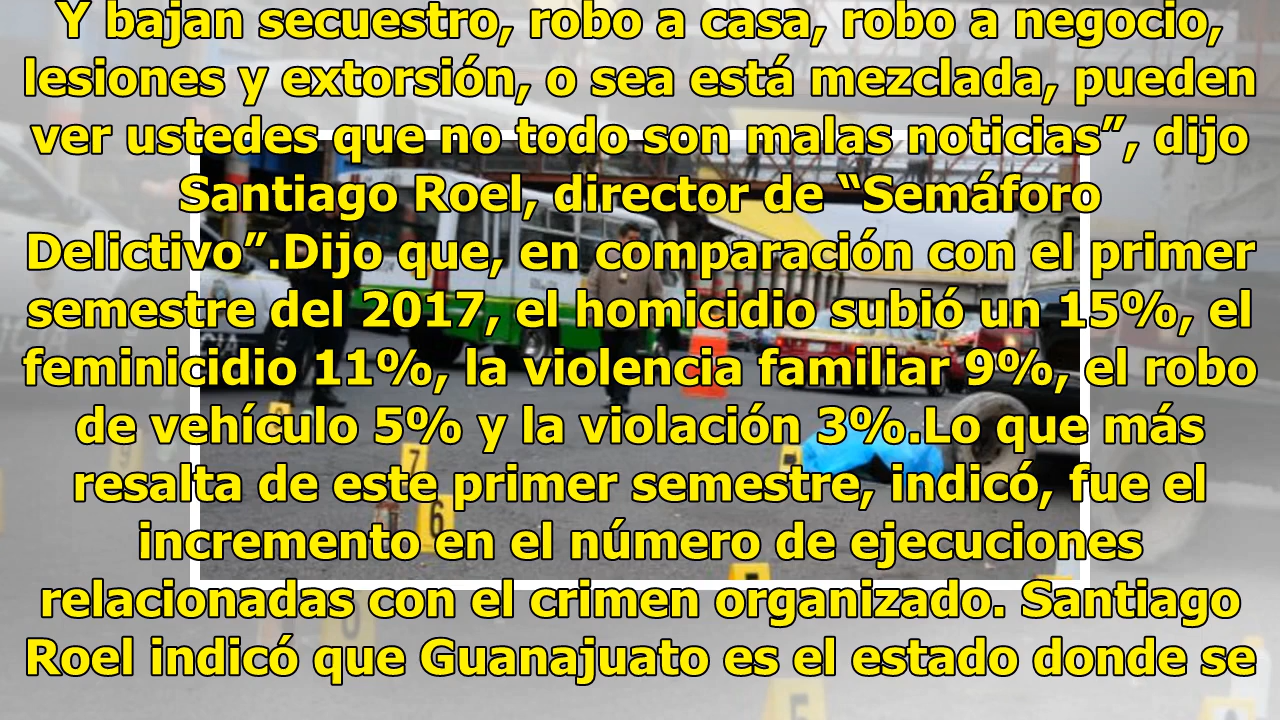 Y bajan secuestro, robo a casa, robo a negocio,
lesiones y extorsión, o sea está mezclada, pueden
ver ustedes que no todo son malas noticias”, dijo
Santiago Roel, director de “Semáforo
Delictivo”.Dijo que, en comparación con el primer
semestre del 2017, el homicidio subió un 15%, el
feminicidio 11%, la violencia familiar 9%, el robo
de vehículo 5% y la violación 3%.Lo que más
resalta de este primer semestre, indicó, fue el
incremento en el número de ejecuciones
relacionadas con el crimen organizado. Santiago
Roel indicó que Guanajuato es el estado donde se
7
6